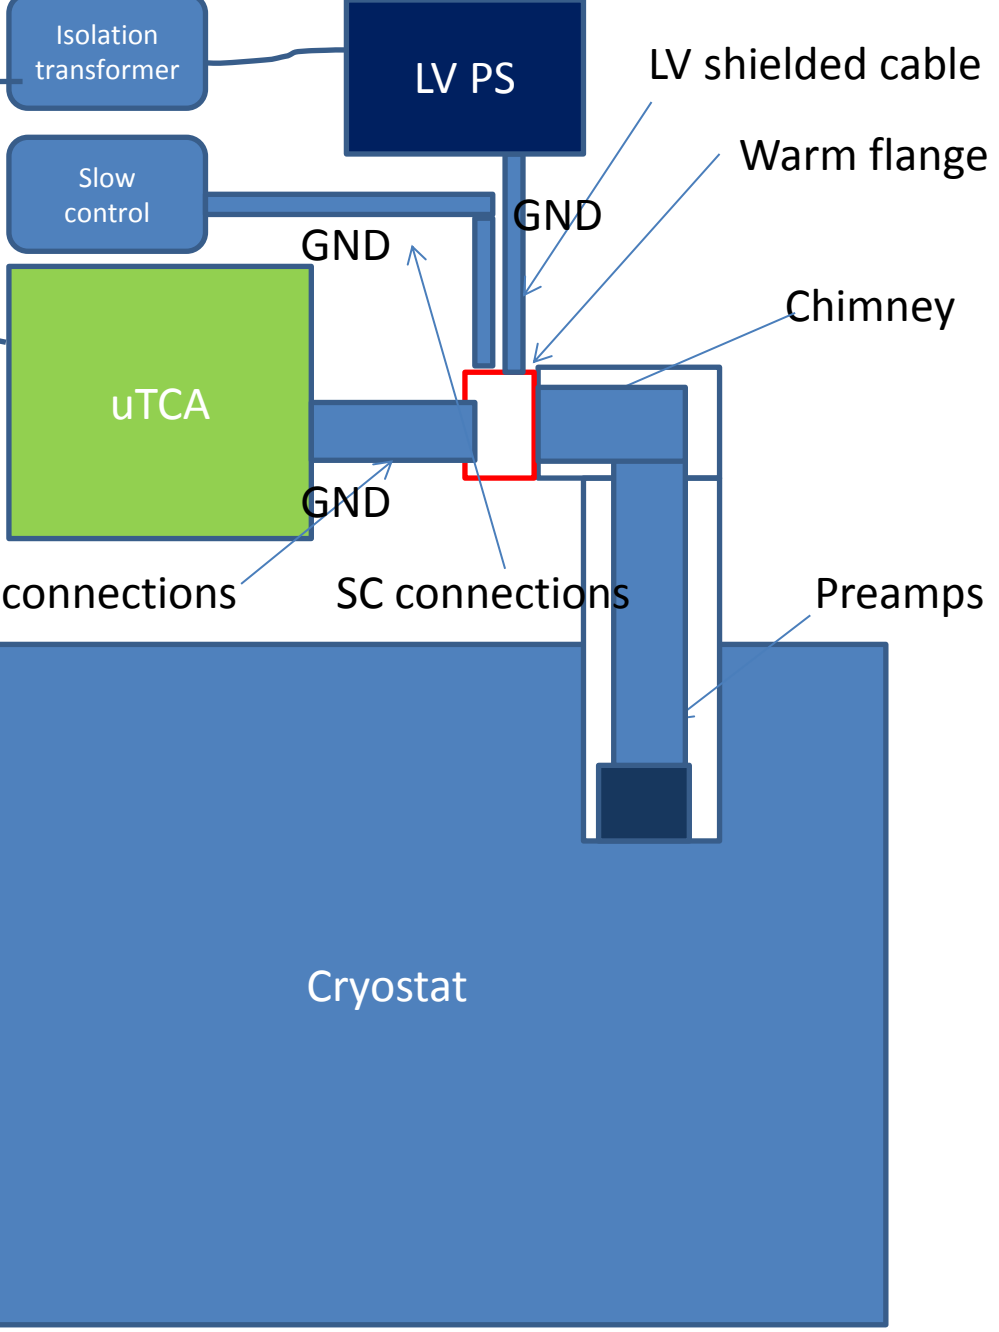 Isolation
transformer
LV PS
LV shielded cable
Warm flange
Slow
control
GND
GND
Chimney
uTCA
GND
connections
SC connections
Preamps
Cryostat